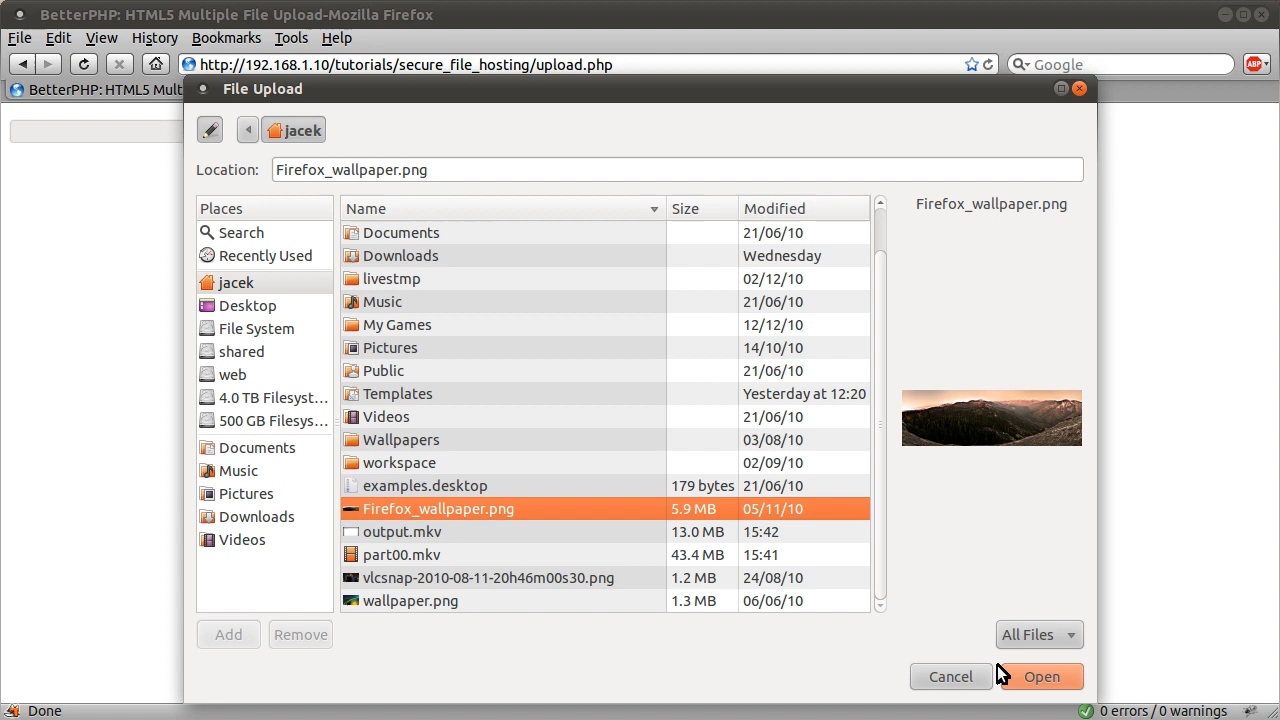 BetterPHP: HTML5 Multiple File Upload-Mozilla Firefox
File Edit View History Bookmarks Tools Help
http://192.168.1.10/tutorials/secure_file_hosting/upload.php Google ABP
BetterPHP: HTML5 Mult
File Upload
jacek
Location: Firefox_wallpaper.png
Places Name Size Modified Firefox_wallpaper.png
Search Documents 21/06/10
Recently Used Downloads Wednesday
jacek livestmp 02/12/10
Desktop Music 21/06/10
File System My Games 12/12/10
shared Pictures 14/10/10
web Public 21/06/10
4.0 TB Filesyst... Templates Yesterday at 12:20
500 GB Filesys... Videos 21/06/10
Documents Wallpapers 03/08/10
Music workspace 02/09/10
Pictures examples.desktop 179 bytes 21/06/10
Downloads Firefox_wallpaper.png 5.9 MB 05/11/10
Videos output.mkv 13.0 MB 15:42
part00.mkv 43.4 MB 15:41
vlcsnap-2010-08-11-20h46m00s30.png 1.2 MB 24/08/10
wallpaper.png 1.3 MB 06/06/10
Add Remove All Files
Cancel Open
Done 0 errors / 0 warnings